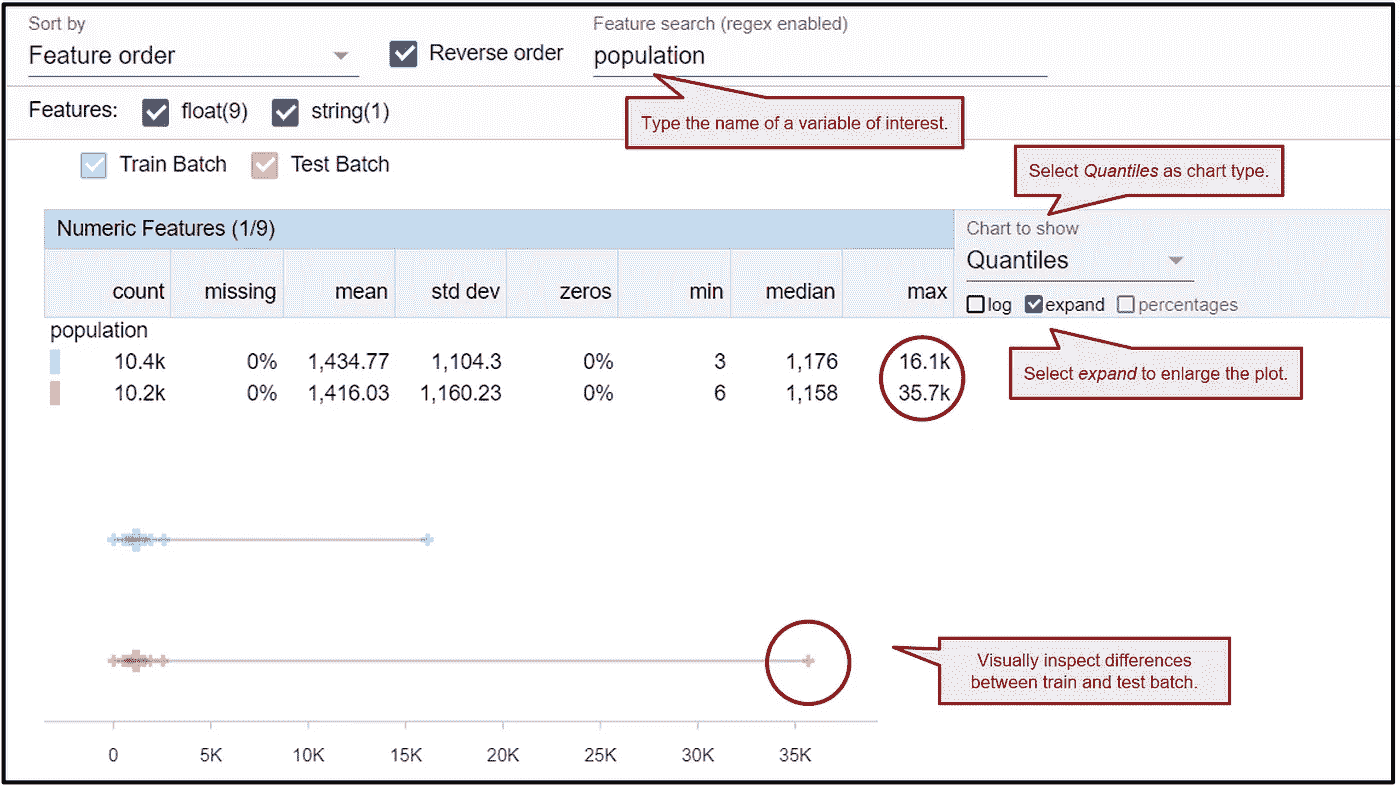 Sort by
Feature order
Reverse order
Feature search (regex enabled)
population
Type the name of a variable of interest.
Features:
float(9)
string(1)
Train Batch
Test Batch
Select Quantiles as chart type.
Numeric Features (1/9)
Chart to show
Quantiles
count missing mean std dev zeros min median max
log expand percentages
population
10.4k 0% 1,434.77 1,104.3 0% 3 1,176 16.1k
10.2k 0% 1,416.03 1,160.23 0% 6 1,158 35.7k
Select expand to enlarge the plot.
Visually inspect differences
between train and test batch.
0 5K 10K 15K 20K 25K 30K 35K